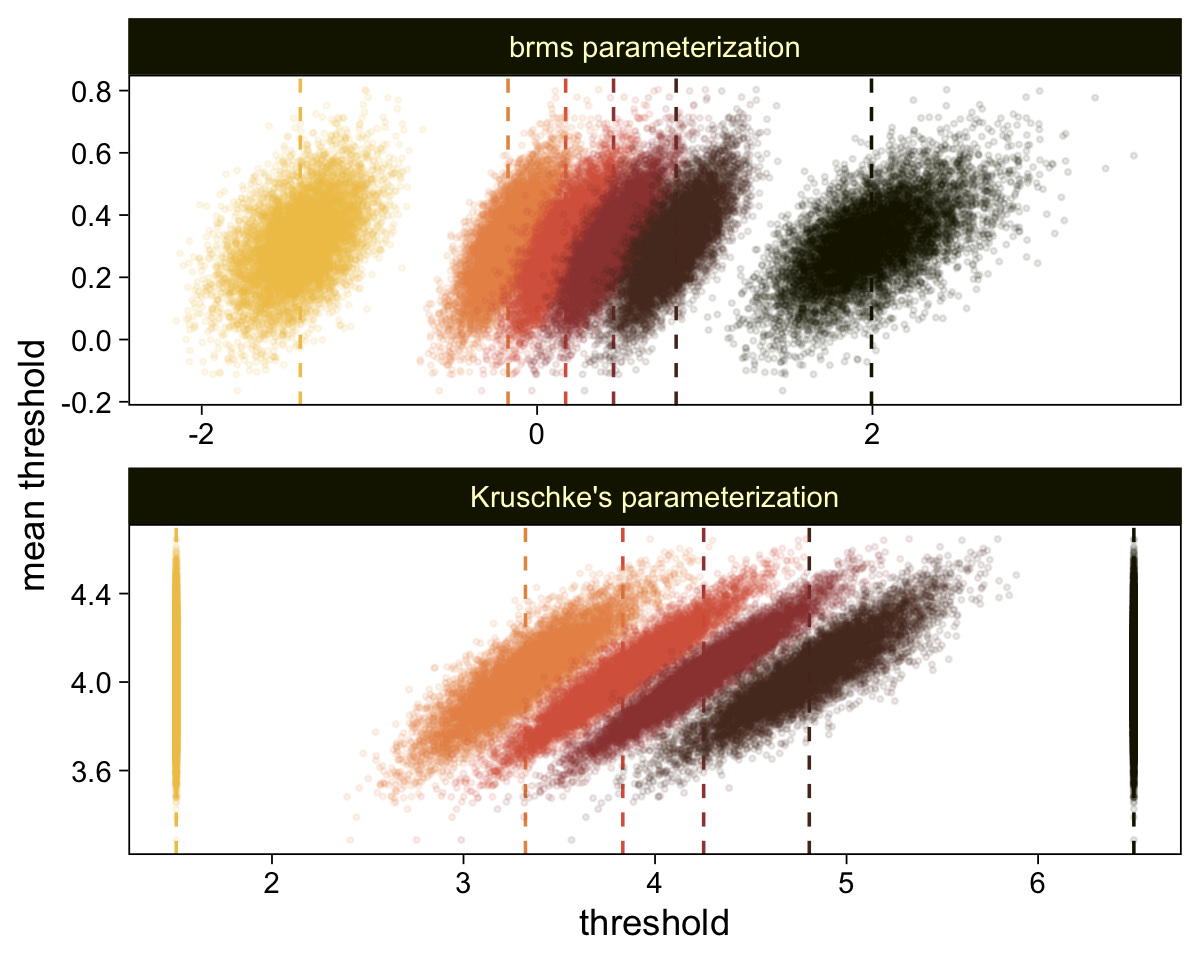 brms parameterization
0.8
0.6
0.4
0.2
0.0
-0.2
-2 0 2
mean threshold
Kruschke's parameterization
4.4
4.0
3.6
2 3 4 5 6
threshold